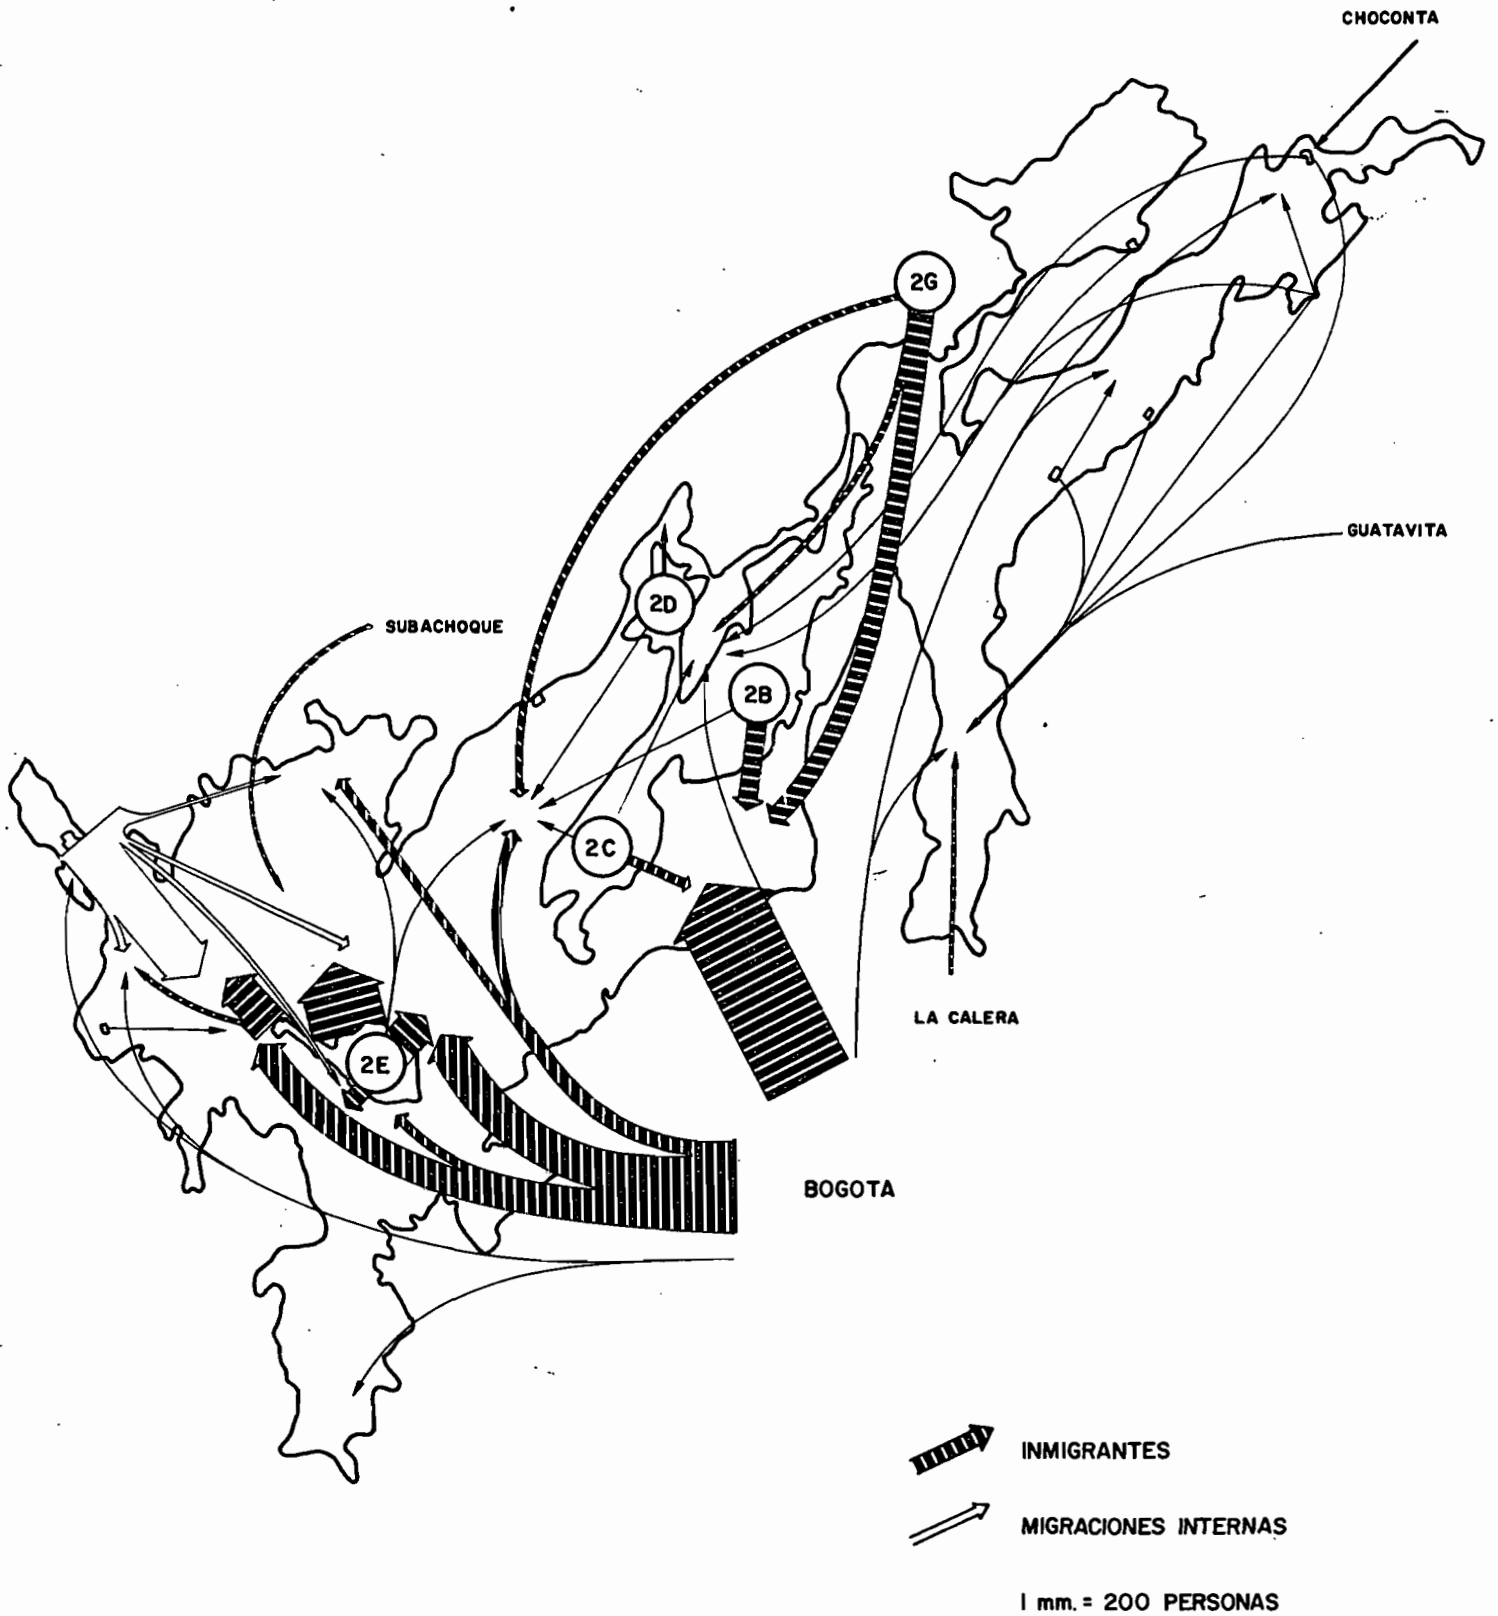 CHOCONTA
2G
GUATAVITA
2D
SUBACHOQUE
2B
2C
LA CALERA
2E
BOGOTA
INMIGRANTES
MIGRACIONES INTERNAS
1 mm. = 200 PERSONAS